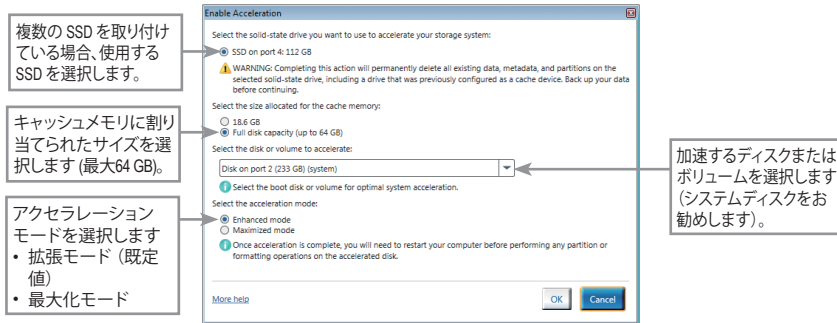 複数の SSD を取り付け
ている場合、使用する
SSD を選択します。
キャッシュメモリに割り
当てられたサイズを選
択します (最大64 GB)。
アクセラレーション
モードを選択します
• 拡張モード (既定
値)
• 最大化モード
Enable Acceleration
Select the solid-state drive you want to use to accelerate your storage system:
SSD on port 4: 112 GB
WARNING: Completing this action will permanently delete all existing data, metadata, and partitions on the
selected solid-state drive, including a drive that was previously configured as a cache device. Back up your data
before continuing.
Select the size allocated for the cache memory:
18.6 GB
Full disk capacity (up to 64 GB)
Select the disk or volume to accelerate:
Disk on port 2 (233 GB) (system)
Select the boot disk or volume for optimal system acceleration.
Select the acceleration mode:
Enhanced mode
Maximized mode
Once acceleration is complete, you will need to restart your computer before performing any partition or
formatting operations on the accelerated disk.
More help
OK
Cancel
加速するディスクまたは
ボリュームを選択します
(システムディスクをお
勧めします)。